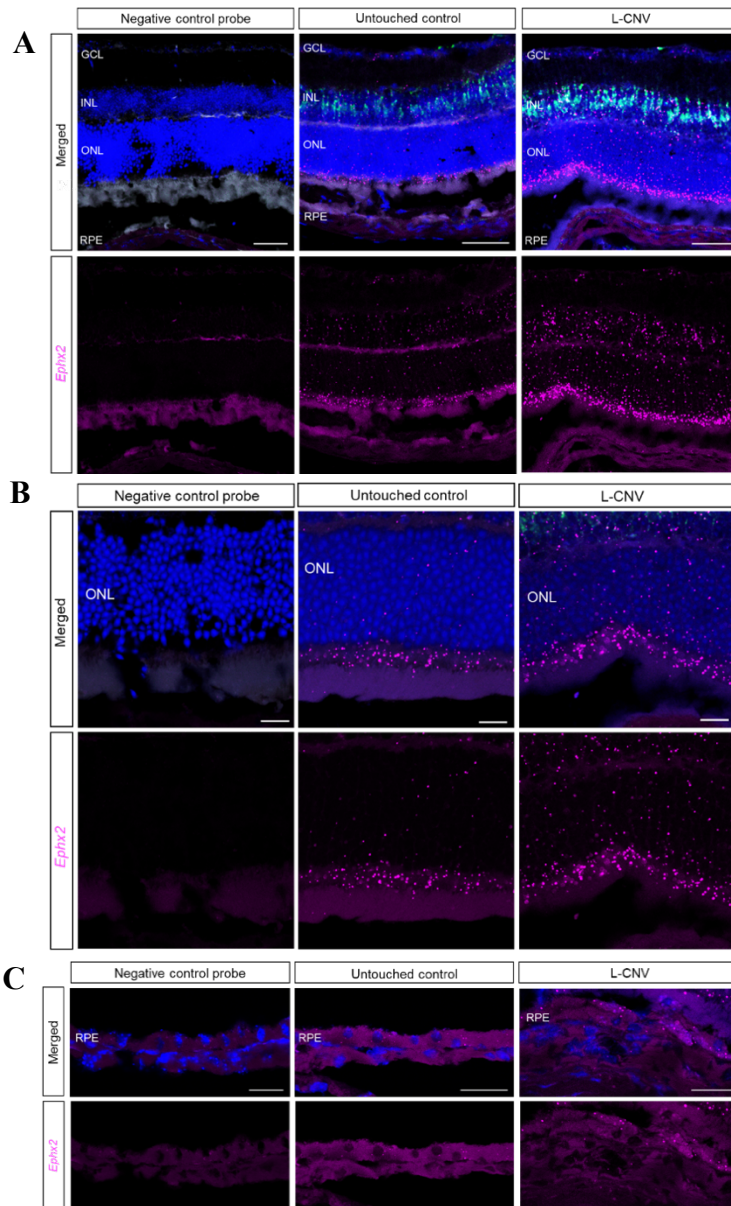 A
Negative control probe
Untouched control
L-CNV
Merged
GCL
INL
ONL
RPE
GCL
INL
ONL
RPE
GCL
INL
ONL
RPE
Ephx2
B
Negative control probe
Untouched control
L-CNV
Merged
ONL
ONL
ONL
Ephx2
C
Negative control probe
Untouched control
L-CNV
Merged
RPE
RPE
RPE
Ephx2